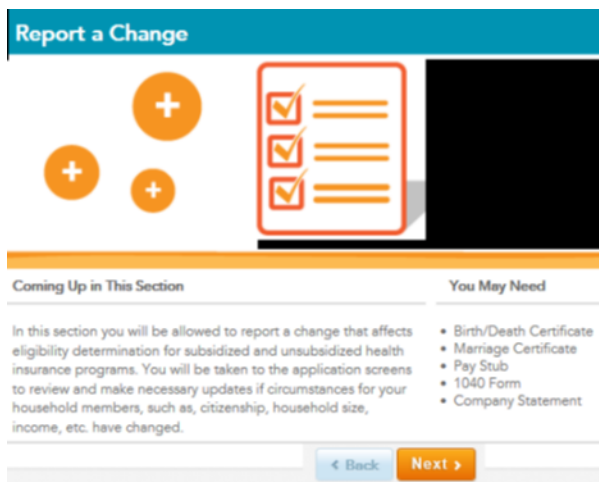 Report a Change
Coming Up in This Section
In this section you will be allowed to report a change that affects
eligibility determination for subsidized and unsubsidized health
insurance programs. You will be taken to the application screens
to review and make necessary updates if circumstances for your
household members, such as, citizenship, household size,
income, etc. have changed.
You May Need
• Birth/Death Certificate
• Marriage Certificate
• Pay Stub
• 1040 Form
• Company Statement
Back
Next